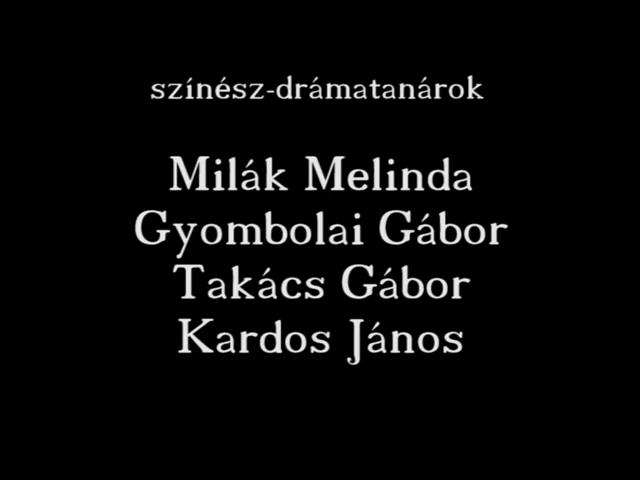 színész-drámatanárok
Milák Melinda
Gyombolai Gábor
Takács Gábor
Kardos János